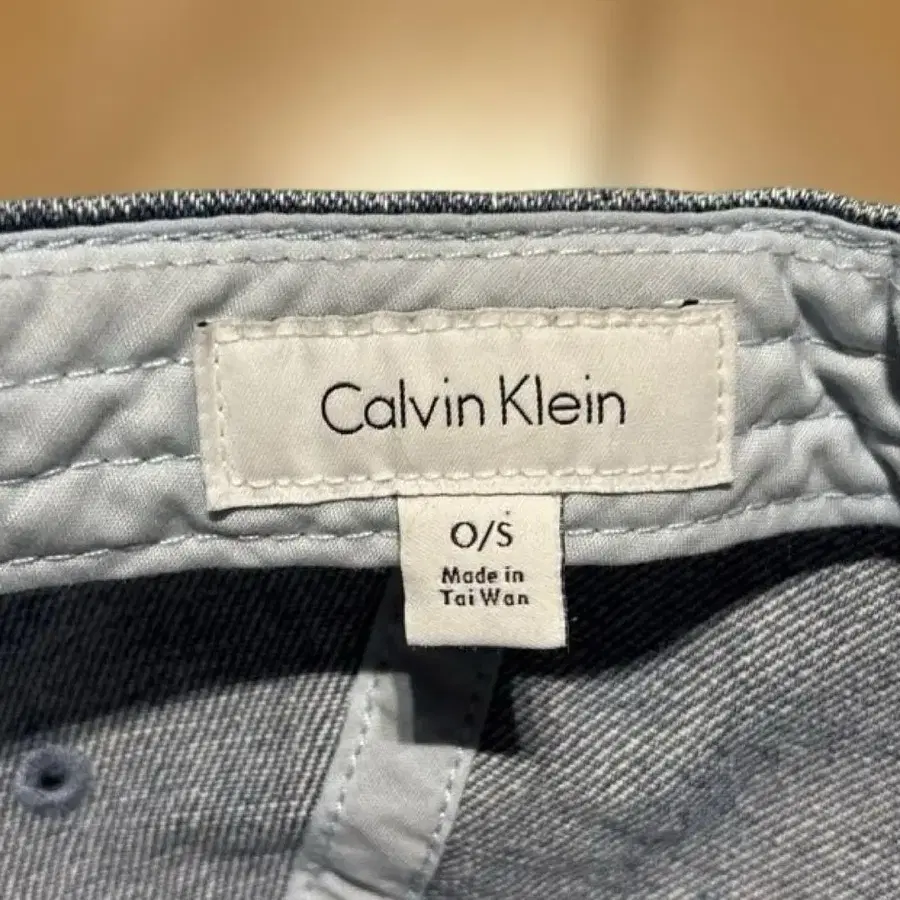 Calvin Klein
O/S
Made in
Tai Wan